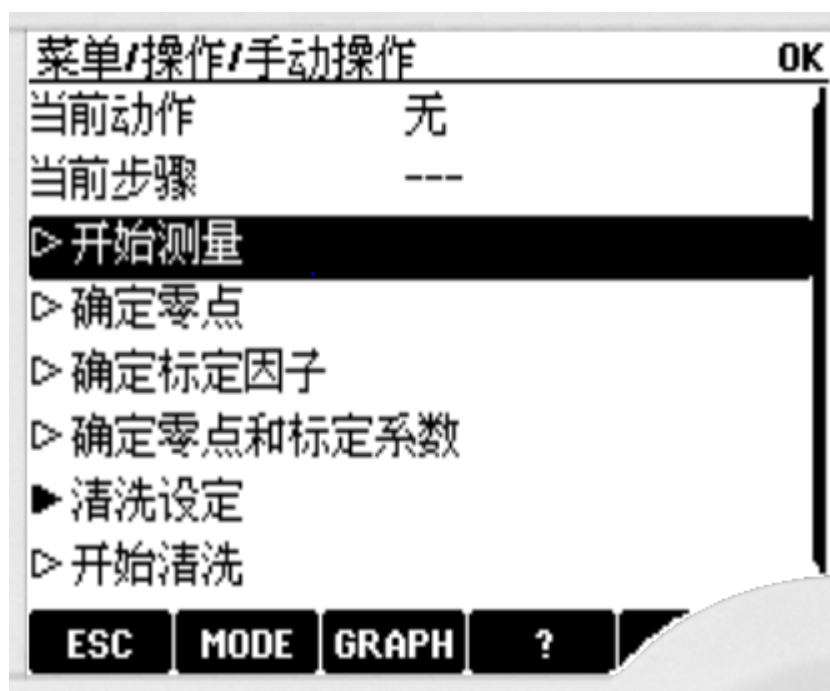 菜单/操作/手动操作 OK
当前动作 无
当前步骤 ---
▷开始测量
▷确定零点
▷确定标定因子
▷确定零点和标定系数
▶清洗设定
▷开始清洗
ESC MODE GRAPH ?